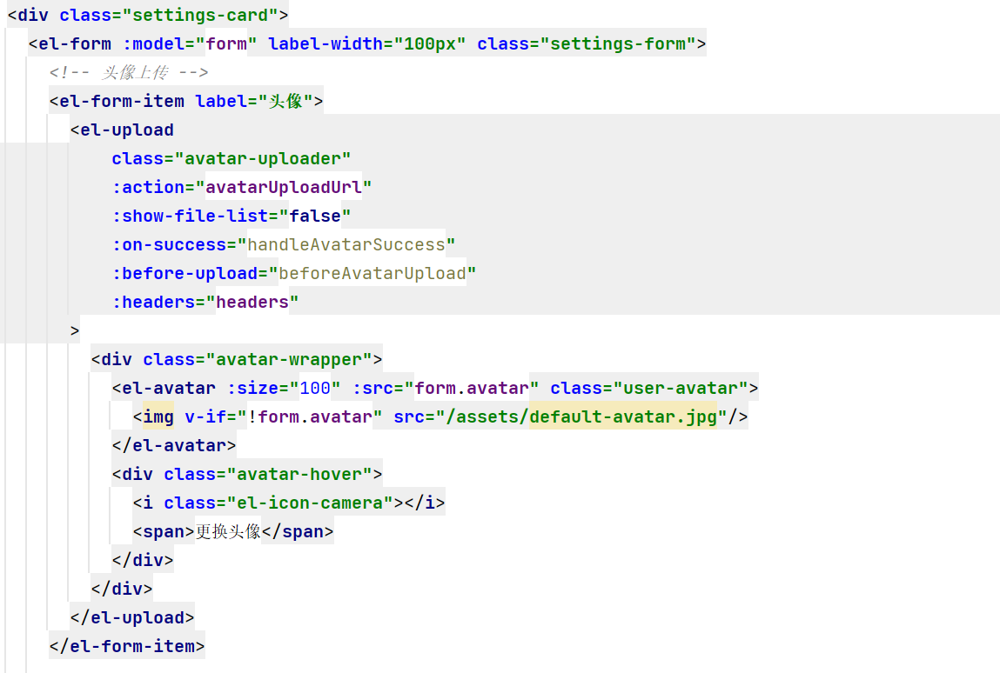 <div class="settings-card">
<el-form :model="form" label-width="100px" class="settings-form">
<!-- 头像上传 -->
<el-form-item label="头像">
<el-upload
class="avatar-uploader"
:action="avatarUploadUrl"
:show-file-list="false"
:on-success="handleAvatarSuccess"
:before-upload="beforeAvatarUpload"
:headers="headers"
>
<div class="avatar-wrapper">
<el-avatar :size="100" :src="form.avatar" class="user-avatar">
<img v-if="!form.avatar" src="/assets/default-avatar.jpg"/>
</el-avatar>
<div class="avatar-hover">
<i class="el-icon-camera"></i>
<span>更换头像</span>
</div>
</div>
</el-upload>
</el-form-item>